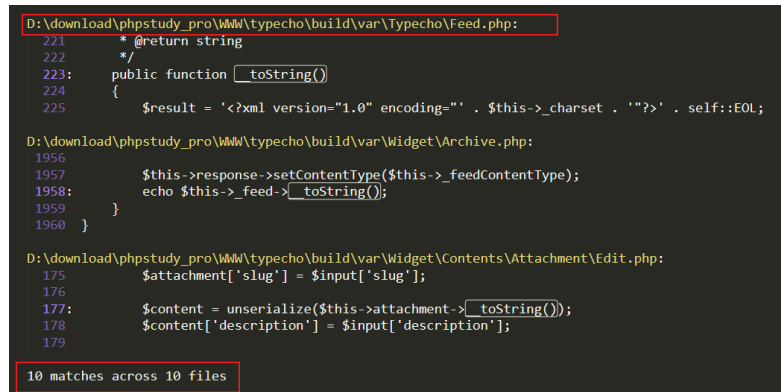 D:\download\phpstudy_pro\WWW\typecho\build\var\Typecho\Feed.php:
221 * @return string
222 */
223: public function __toString()
224 {
225 $result = '<?xml version="1.0" encoding="' . $this->_charset . '"?>' . self::EOL;
D:\download\phpstudy_pro\WWW\typecho\build\var\Widget\Archive.php:
1956
1957 $this->response->setContentType($this->_feedContentType);
1958: echo $this->_feed->__toString();
1959 }
1960 }
D:\download\phpstudy_pro\WWW\typecho\build\var\Widget\Contents\Attachment\Edit.php:
175 $attachment['slug'] = $input['slug'];
176
177: $content = unserialize($this->attachment->__toString());
178 $content['description'] = $input['description'];
179
10 matches across 10 files